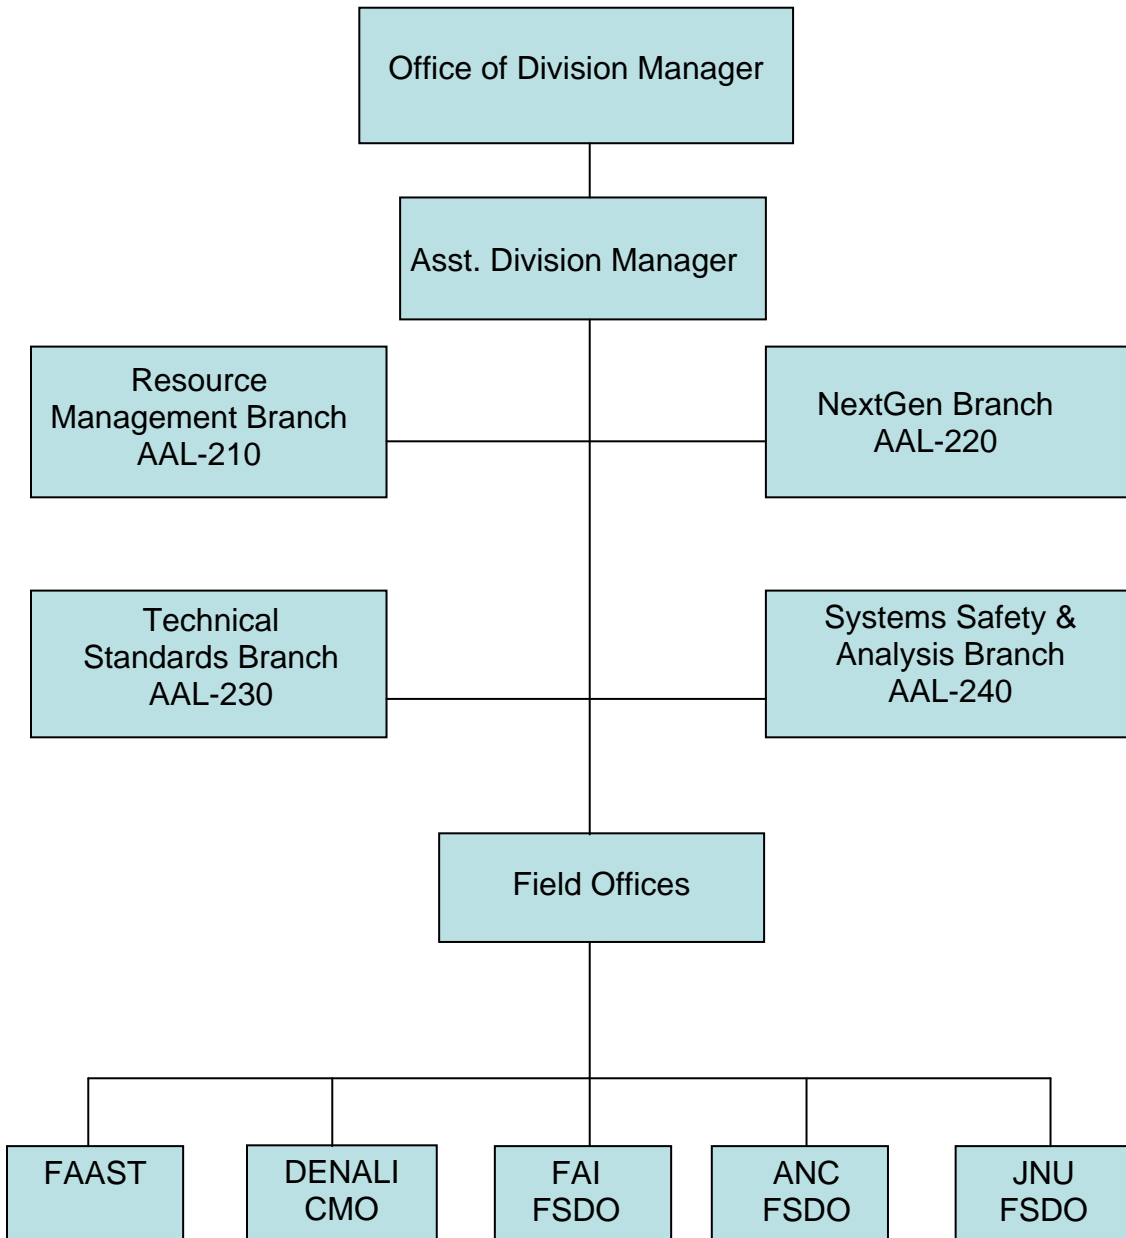 Office of Division Manager
Asst. Division Manager
Resource
Management Branch
AAL-210
NextGen Branch
AAL-220
Technical
Standards Branch
AAL-230
Systems Safety &
Analysis Branch
AAL-240
Field Offices
FAAST
DENALI
CMO
FAI
FSDO
ANC
FSDO
JNU
FSDO